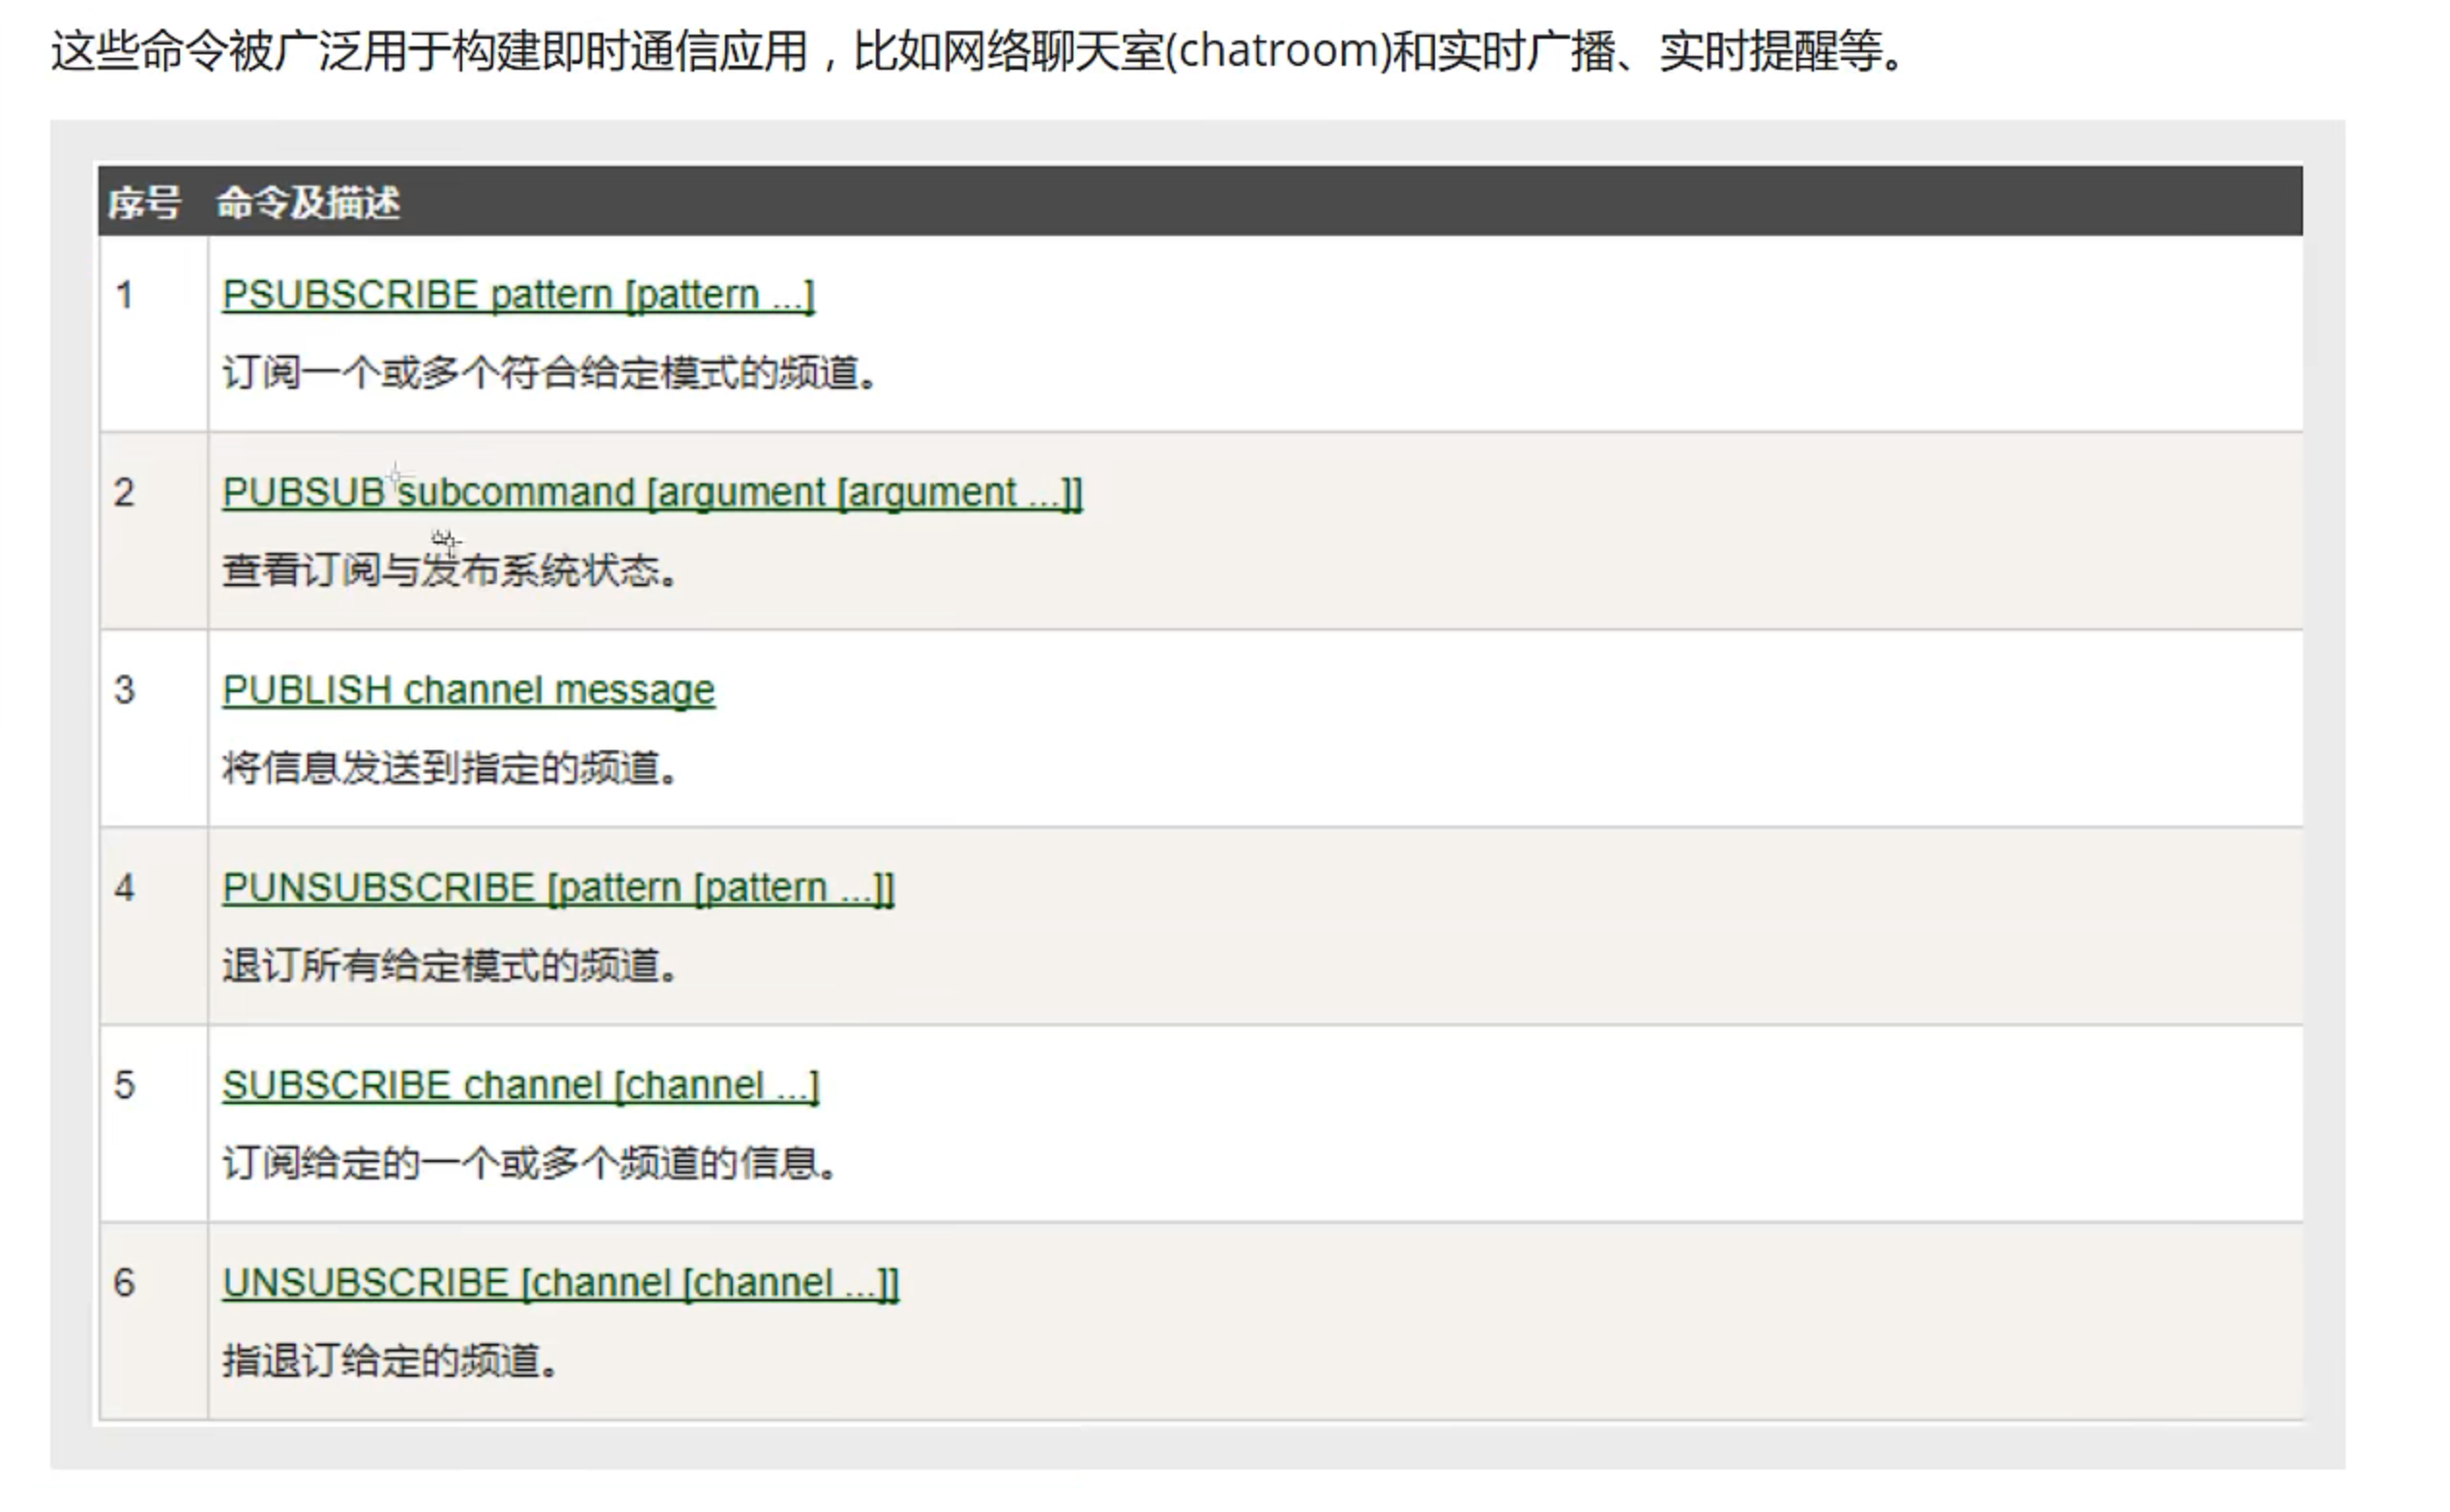 这些命令被广泛用于构建即时通信应用，比如网络聊天室(chatroom)和实时广播、实时提醒等。
序号 命令及描述
1 PSUBSCRIBE pattern [pattern ...]
订阅一个或多个符合给定模式的频道。
2 PUBSUB subcommand [argument [argument ...]]
查看订阅与发布系统状态。
3 PUBLISH channel message
将信息发送到指定的频道。
4 PUNSUBSCRIBE [pattern [pattern ...]]
退订所有给定模式的频道。
5 SUBSCRIBE channel [channel ...]
订阅给定的一个或多个频道的信息。
6 UNSUBSCRIBE [channel [channel ...]]
指退订给定的频道。